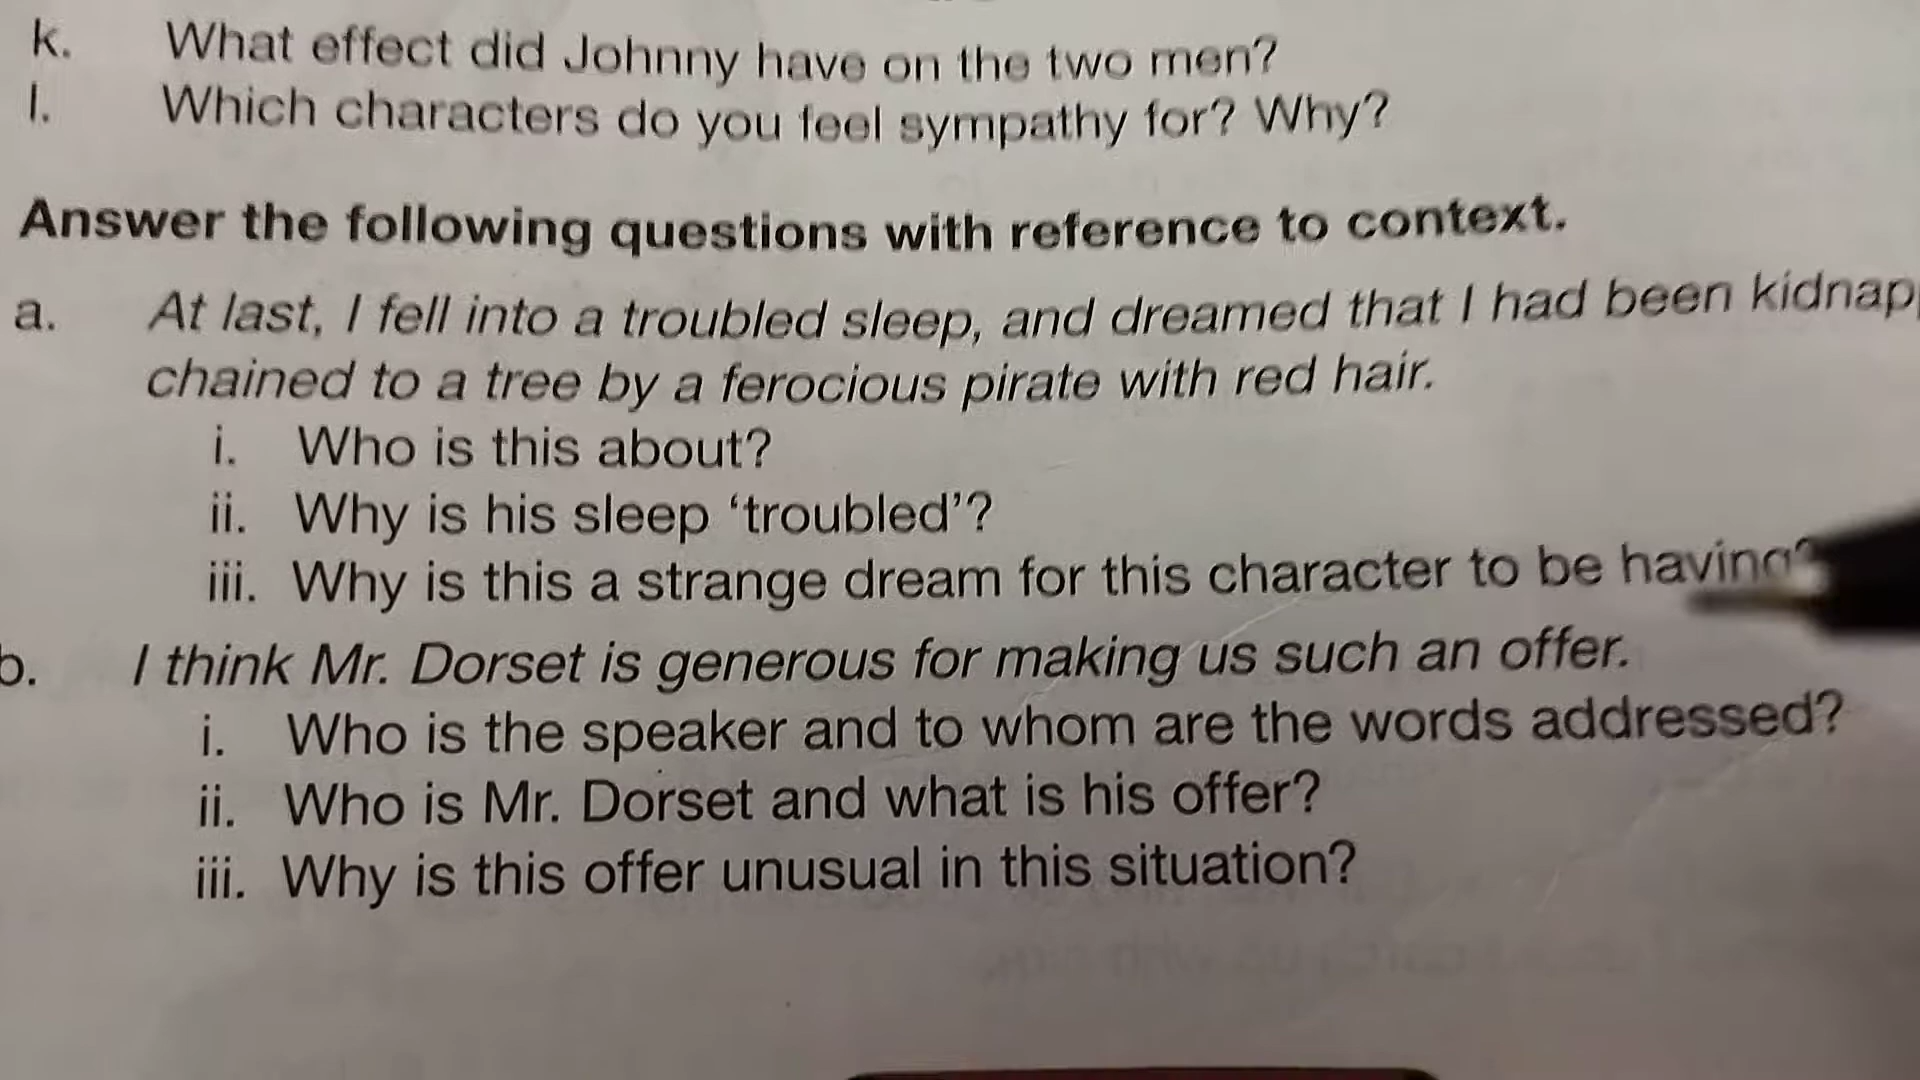 k. What effect did Johnny have on the two men?
l. Which characters do you feel sympathy for? Why?
Answer the following questions with reference to context.
a. At last, I fell into a troubled sleep, and dreamed that I had been kidnap
chained to a tree by a ferocious pirate with red hair.
i. Who is this about?
ii. Why is his sleep ‘troubled’?
iii. Why is this a strange dream for this character to be having?
b. I think Mr. Dorset is generous for making us such an offer.
i. Who is the speaker and to whom are the words addressed?
ii. Who is Mr. Dorset and what is his offer?
iii. Why is this offer unusual in this situation?